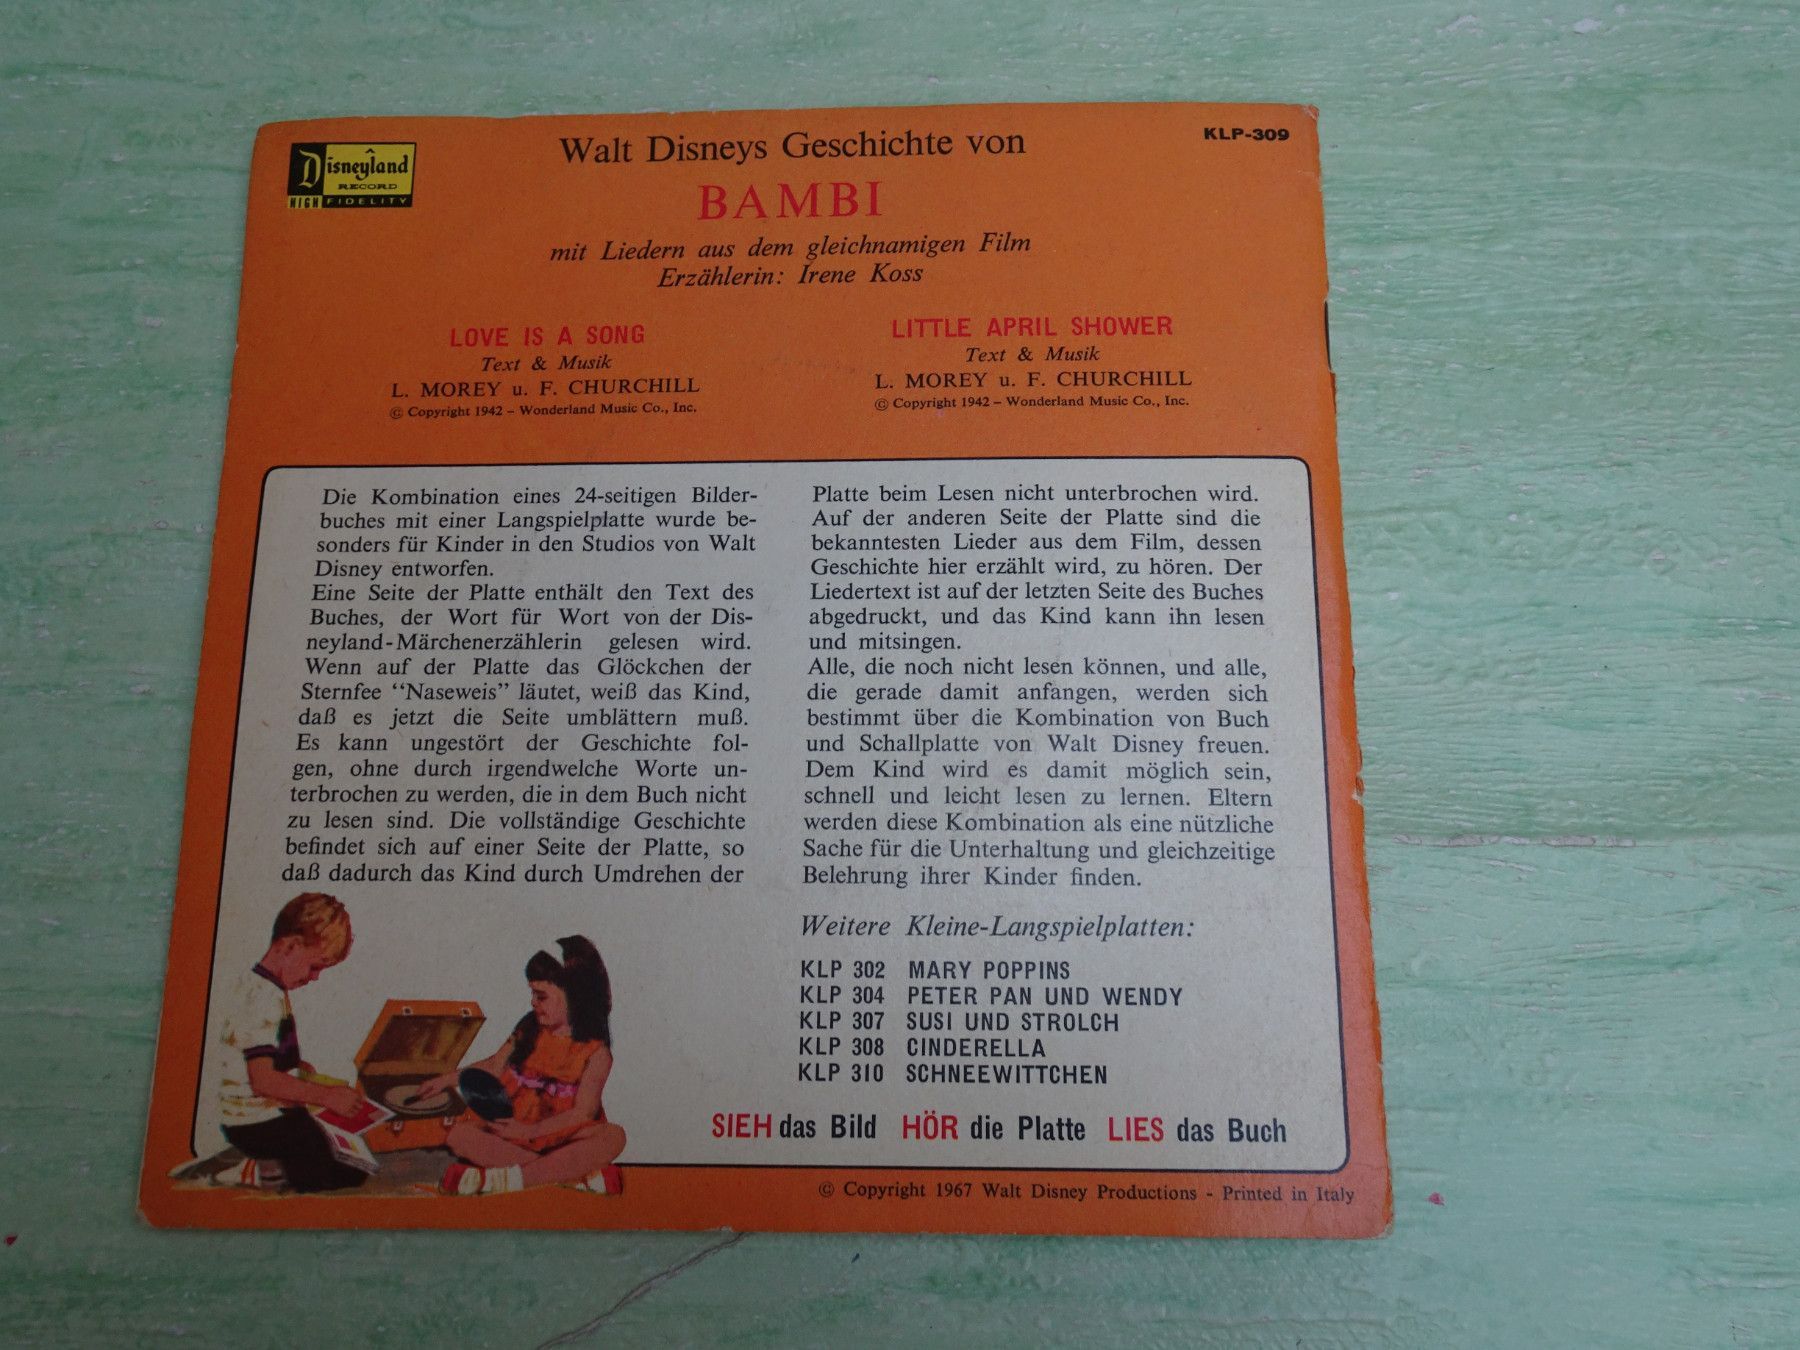 Disneyland
RECORD
HIGH FIDELITY
KLP-309
Walt Disneys Geschichte von
BAMBI
mit Liedern aus dem gleichnamigen Film
Erzählerin: Irene Koss
LOVE IS A SONG
Text & Musik
L. MOREY u. F. CHURCHILL
© Copyright 1942 – Wonderland Music Co., Inc.
LITTLE APRIL SHOWER
Text & Musik
L. MOREY u. F. CHURCHILL
© Copyright 1942 – Wonderland Music Co., Inc.
Die Kombination eines 24-seitigen Bilder-
buches mit einer Langspielplatte wurde be-
sonders für Kinder in den Studios von Walt
Disney entworfen.
Eine Seite der Platte enthält den Text des
Buches, der Wort für Wort von der Dis-
neyland-Märchenerzählerin gelesen wird.
Wenn auf der Platte das Glöckchen der
Sternfee “Naseweis” läutet, weiß das Kind,
daß es jetzt die Seite umblättern muß.
Es kann ungestört der Geschichte fol-
gen, ohne durch irgendwelche Worte un-
terbrochen zu werden, die in dem Buch nicht
zu lesen sind. Die vollständige Geschichte
befindet sich auf einer Seite der Platte, so
daß dadurch das Kind durch Umdrehen der
Platte beim Lesen nicht unterbrochen wird.
Auf der anderen Seite der Platte sind die
bekanntesten Lieder aus dem Film, dessen
Geschichte hier erzählt wird, zu hören. Der
Liedertext ist auf der letzten Seite des Buches
abgedruckt, und das Kind kann ihn lesen
und mitsingen.
Alle, die noch nicht lesen können, und alle,
die gerade damit anfangen, werden sich
bestimmt über die Kombination von Buch
und Schallplatte von Walt Disney freuen.
Dem Kind wird es damit möglich sein,
schnell und leicht lesen zu lernen. Eltern
werden diese Kombination als eine nützliche
Sache für die Unterhaltung und gleichzeitige
Belehrung ihrer Kinder finden.
Weitere Kleine-Langspielplatten:
KLP 302 MARY POPPINS
KLP 304 PETER PAN UND WENDY
KLP 307 SUSI UND STROLCH
KLP 308 CINDERELLA
KLP 310 SCHNEEWITTCHEN
SIEH das Bild HÖR die Platte LIES das Buch
© Copyright 1967 Walt Disney Productions - Printed in Italy